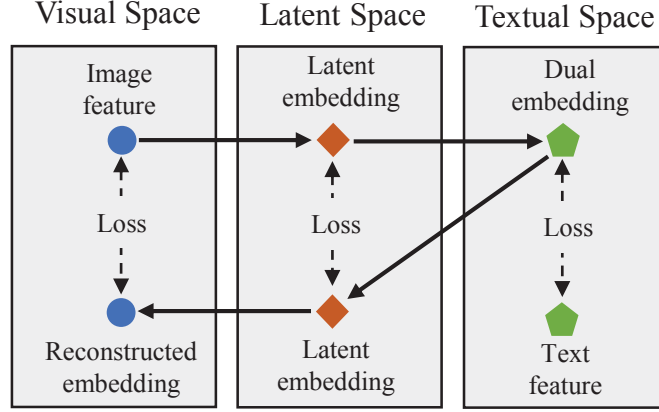 Visual Space
Latent Space
Textual Space
Image
feature
Latent
embedding
Dual
embedding
Loss
Loss
Loss
Reconstructed
embedding
Latent
embedding
Text
feature